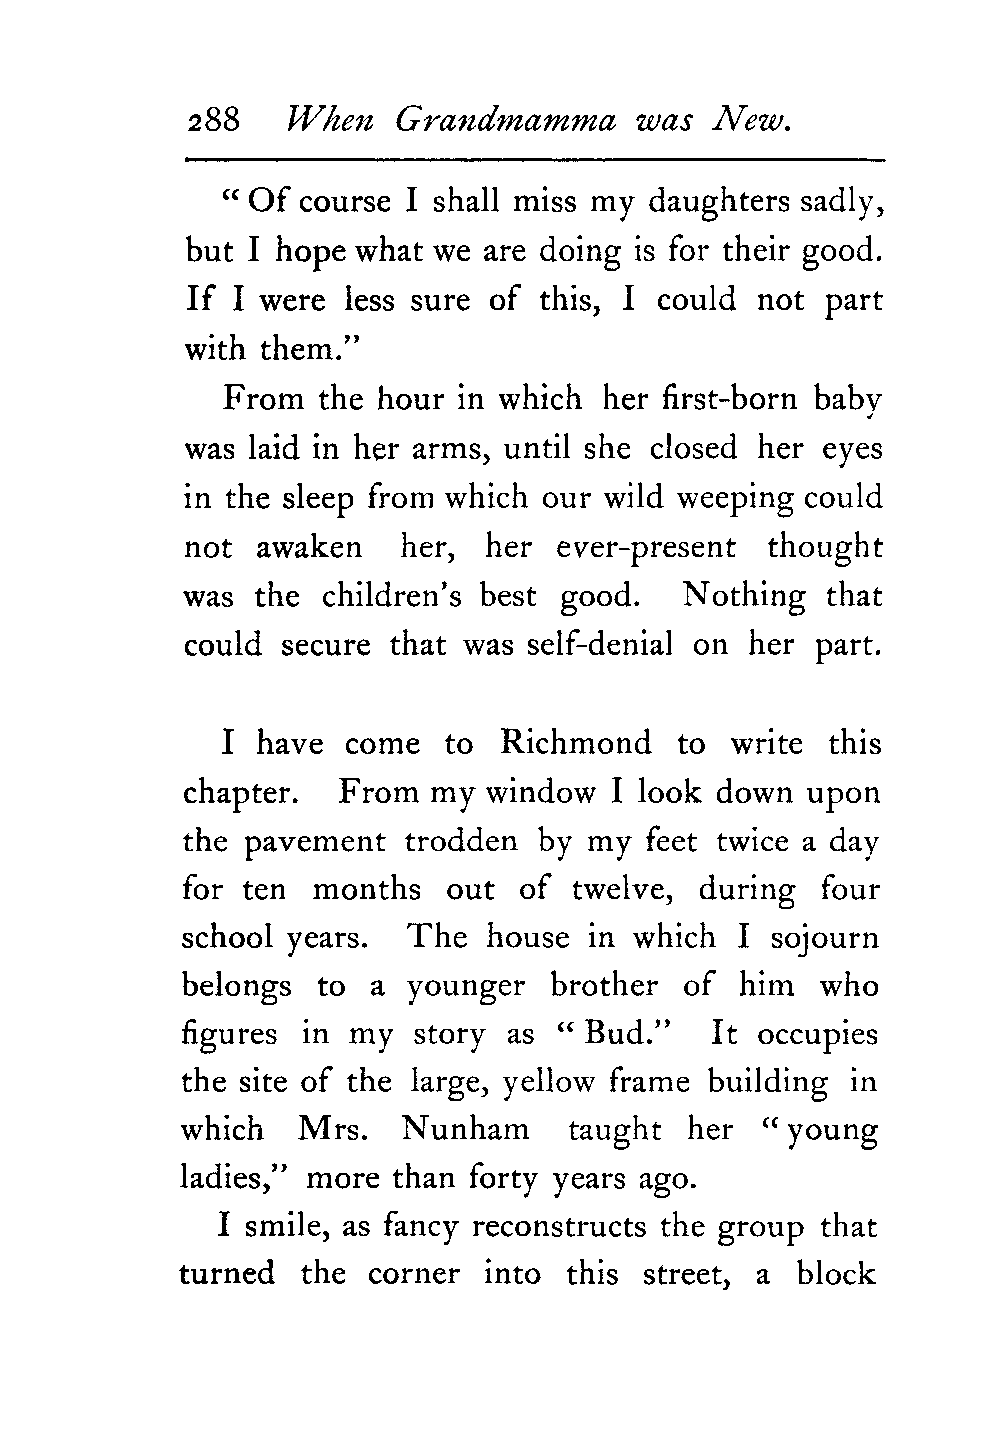 288 When Grandmamma was New.
“Of course I shall miss my daughters sadly,
but I hope what we are doing is for their good.
If I were less sure of this, I could not part
with them.”
From the hour in which her first-born baby
was laid in her arms, until she closed her eyes
in the sleep from which our wild weeping could
not awaken her, her ever-present thought
was the children's best good. Nothing that
could secure that was self-denial on her part.
I have come to Richmond to write this
chapter. From my window I look down upon
the pavement trodden by my feet twice a day
for ten months out of twelve, during four
school years. The house in which I sojourn
belongs to a younger brother of him who
figures in my story as “Bud.” It occupies
the site of the large, yellow frame building in
which Mrs. Nunham taught her “young
ladies,” more than forty years ago.
I smile, as fancy reconstructs the group that
turned the corner into this street, a block